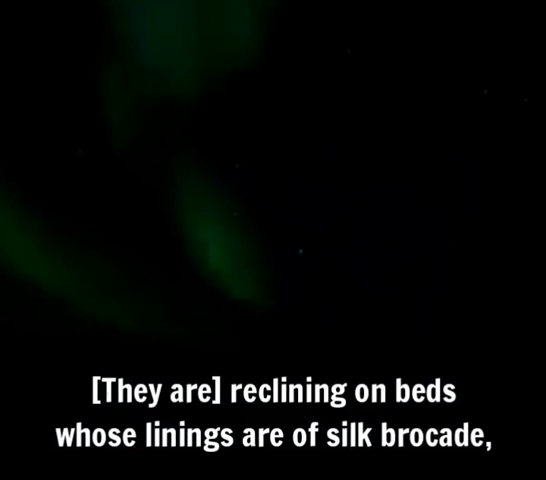 [They are] reclining on beds
whose linings are of silk brocade,